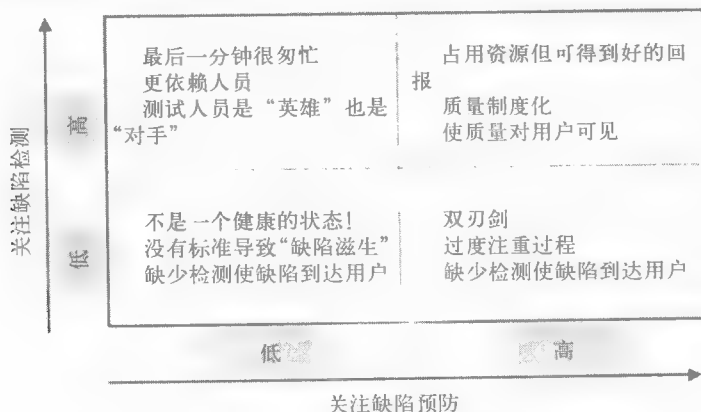 最后一分钟很匆忙
更依赖人员
测试人员是“英雄”也是
“对手”
占用资源但可得到好的回
报
质量制度化
使质量对用户可见
关注缺陷检测
高
低
不是一个健康的状态！
没有标准导致“缺陷滋生”
缺少检测使缺陷到达用户
双刃剑
过度注重过程
缺少检测使缺陷到达用户
低
高
关注缺陷预防